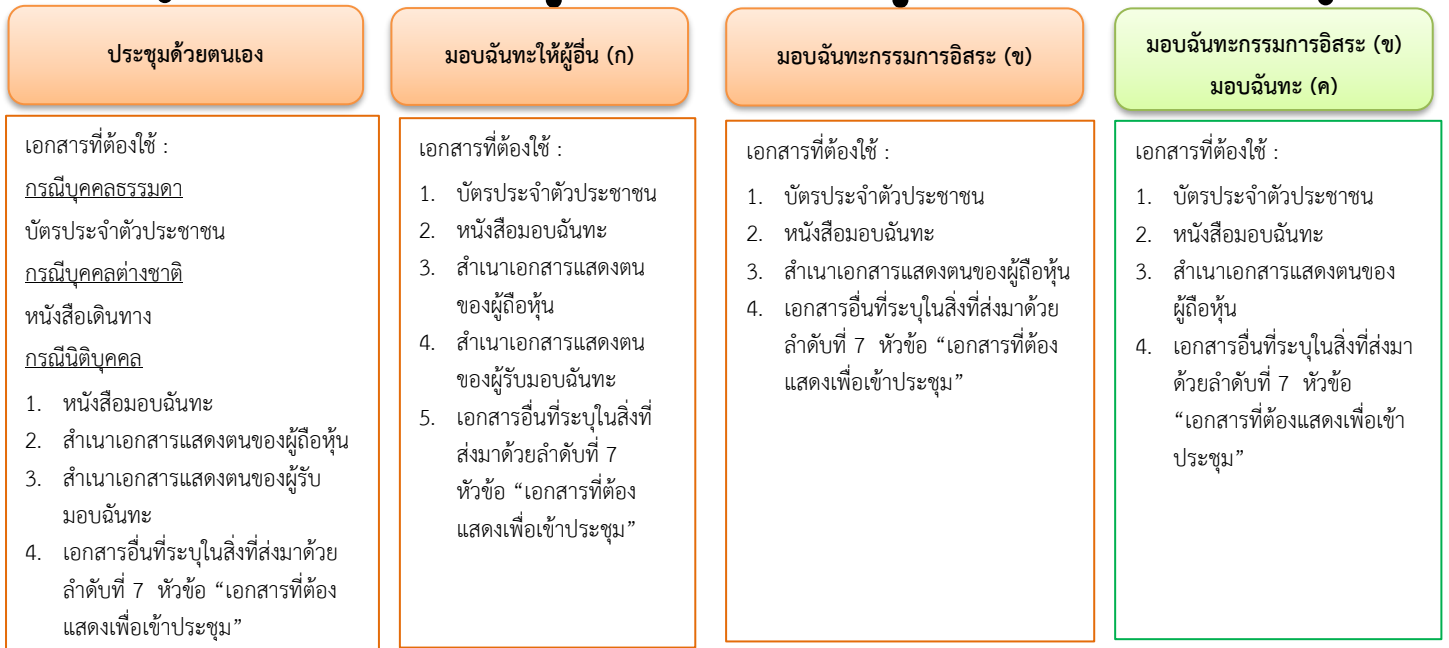 ประชุมด้วยตนเอง
เอกสารที่ต้องใช้ :
กรณีบุคคลธรรมดา
บัตรประจำตัวประชาชน
กรณีบุคคลต่างชาติ
หนังสือเดินทาง
กรณีนิติบุคคล
1. หนังสือมอบฉันทะ
2. สำเนาเอกสารแสดงตนของผู้ถือหุ้น
3. สำเนาเอกสารแสดงตนของผู้รับ
มอบฉันทะ
4. เอกสารอื่นที่ระบุในสิ่งที่ส่งมาด้วย
ลำดับที่ 7 หัวข้อ “เอกสารที่ต้อง
แสดงเพื่อเข้าประชุม”
มอบฉันทะให้ผู้อื่น (ก)
เอกสารที่ต้องใช้ :
1. บัตรประจำตัวประชาชน
2. หนังสือมอบฉันทะ
3. สำเนาเอกสารแสดงตน
ของผู้ถือหุ้น
4. สำเนาเอกสารแสดงตน
ของผู้รับมอบฉันทะ
5. เอกสารอื่นที่ระบุในสิ่งที่
ส่งมาด้วยลำดับที่ 7
หัวข้อ “เอกสารที่ต้อง
แสดงเพื่อเข้าประชุม”
มอบฉันทะกรรมการอิสระ (ข)
เอกสารที่ต้องใช้ :
1. บัตรประจำตัวประชาชน
2. หนังสือมอบฉันทะ
3. สำเนาเอกสารแสดงตนของผู้ถือหุ้น
4. เอกสารอื่นที่ระบุในสิ่งที่ส่งมาด้วย
ลำดับที่ 7 หัวข้อ “เอกสารที่ต้อง
แสดงเพื่อเข้าประชุม”
มอบฉันทะกรรมการอิสระ (ข)
มอบฉันทะ (ค)
เอกสารที่ต้องใช้ :
1. บัตรประจำตัวประชาชน
2. หนังสือมอบฉันทะ
3. สำเนาเอกสารแสดงตนของ
ผู้ถือหุ้น
4. เอกสารอื่นที่ระบุในสิ่งที่ส่งมา
ด้วยลำดับที่ 7 หัวข้อ
“เอกสารที่ต้องแสดงเพื่อเข้า
ประชุม”